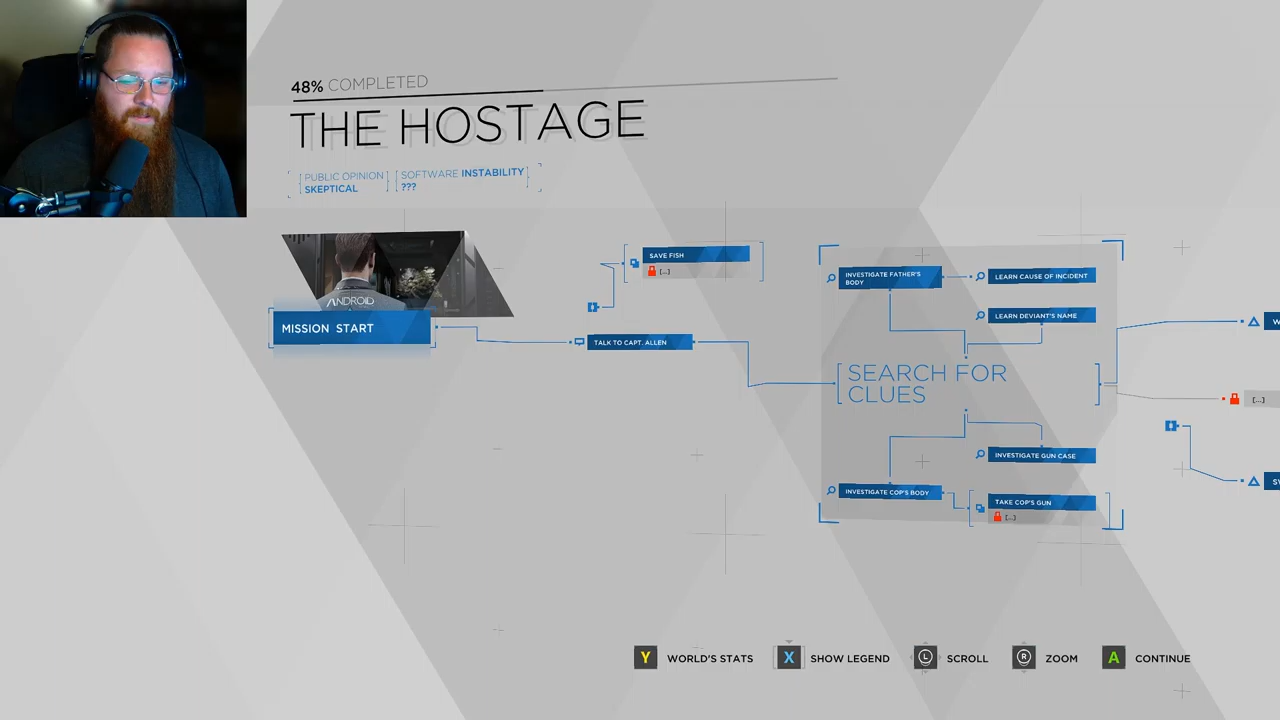 48% COMPLETED
THE HOSTAGE
PUBLIC OPINION
SKEPTICAL
SOFTWARE INSTABILITY
???
ANDROID
MISSION START
SAVE FISH
[...]
TALK TO CAPT. ALLEN
INVESTIGATE FATHER'S
BODY
LEARN CAUSE OF INCIDENT
LEARN DEVIANT'S NAME
SEARCH FOR
CLUES
INVESTIGATE GUN CASE
INVESTIGATE COP'S BODY
TAKE COP'S GUN
[...]
W
[...]
SV
Y WORLD'S STATS
X SHOW LEGEND
L SCROLL
R ZOOM
A CONTINUE